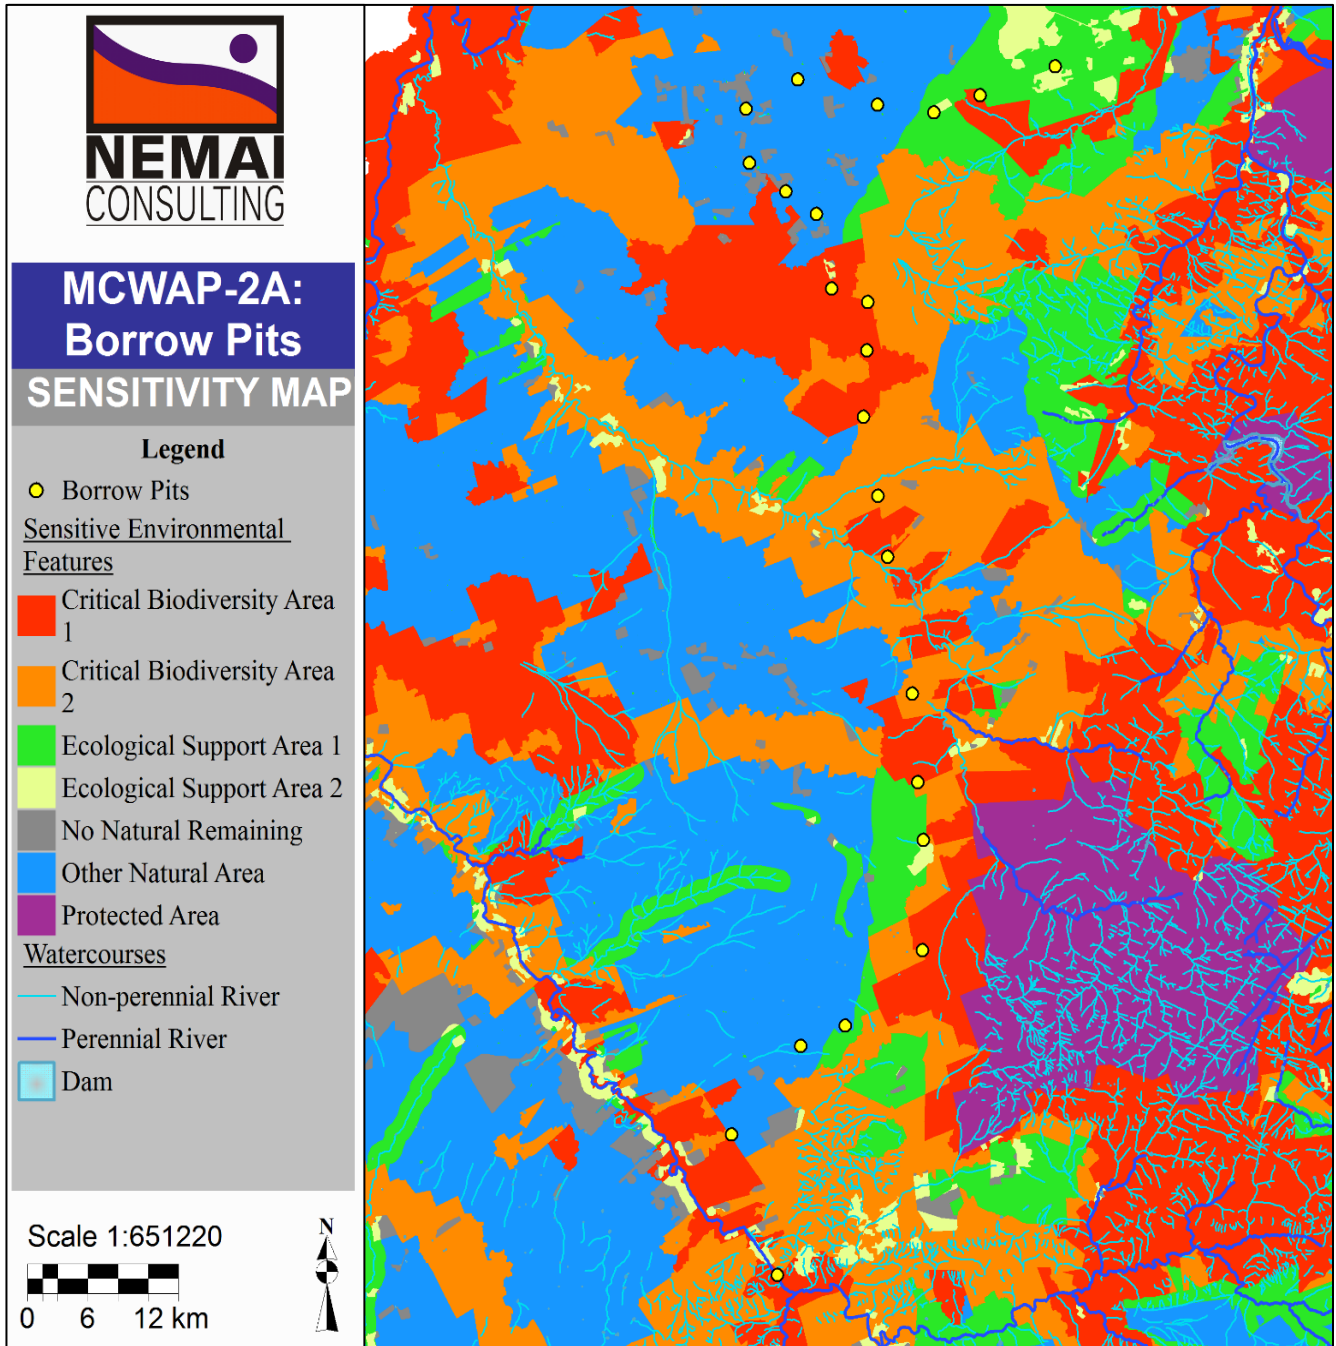 NEMAI
CONSULTING
MCWAP-2A:
Borrow Pits
SENSITIVITY MAP
Legend
Borrow Pits
Sensitive Environmental
Features
Critical Biodiversity Area
1
Critical Biodiversity Area
2
Ecological Support Area 1
Ecological Support Area 2
No Natural Remaining
Other Natural Area
Protected Area
Watercourses
Non-perennial River
Perennial River
Dam
Scale 1:651220
N
0 6 12 km